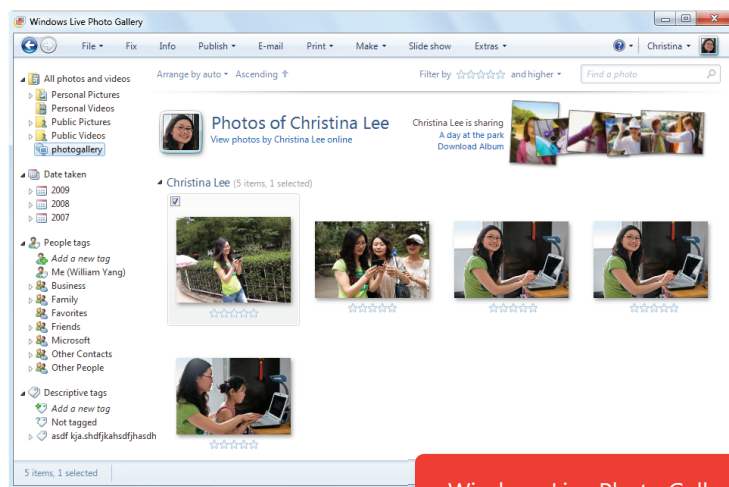 Windows Live Photo Gallery
File Fix Info Publish E-mail Print Make Slide show Extras Christina
All photos and videos
Personal Pictures
Personal Videos
Public Pictures
Public Videos
photogallery
Date taken
2009
2008
2007
People tags
Add a new tag
Me (William Yang)
Business
Family
Favorites
Friends
Microsoft
Other Contacts
Other People
Descriptive tags
Add a new tag
Not tagged
asdf kja.shdfjkahsdfjhasdh
Arrange by auto Ascending Filter by and higher Find a photo
Photos of Christina Lee
View photos by Christina Lee online
Christina Lee is sharing
A day at the park
Download Album
Christina Lee (5 items, 1 selected)
5 items, 1 selected